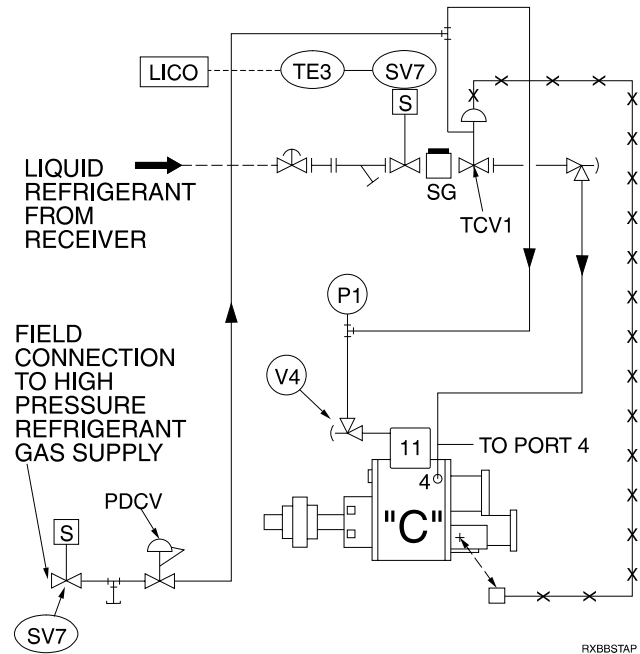 LICO
TE3
SV7
S
LIQUID
REFRIGERANT
FROM
RECEIVER
SG
TCV1
P1
FIELD
CONNECTION
TO HIGH
PRESSURE
REFRIGERANT
GAS SUPPLY
V4
11
TO PORT 4
4
"C"
PDCV
S
SV7
RXBBSTAP